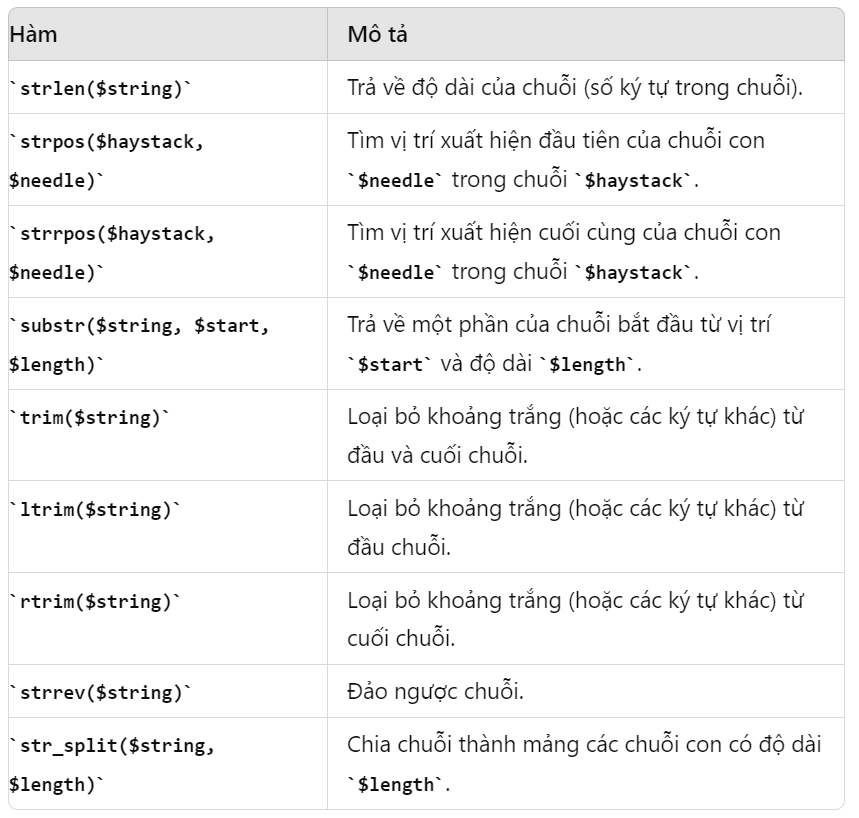 Hàm Mô tả
`strlen($string)` Trả về độ dài của chuỗi (số ký tự trong chuỗi).
`strpos($haystack, Tìm vị trí xuất hiện đầu tiên của chuỗi con
$needle)` `$needle` trong chuỗi `$haystack`.
`strrpos($haystack, Tìm vị trí xuất hiện cuối cùng của chuỗi con
$needle)` `$needle` trong chuỗi `$haystack`.
`substr($string, $start, Trả về một phần của chuỗi bắt đầu từ vị trí
$length)` `$start` và độ dài `$length`.
`trim($string)` Loại bỏ khoảng trắng (hoặc các ký tự khác) từ
đầu và cuối chuỗi.
`ltrim($string)` Loại bỏ khoảng trắng (hoặc các ký tự khác) từ
đầu chuỗi.
`rtrim($string)` Loại bỏ khoảng trắng (hoặc các ký tự khác) từ
cuối chuỗi.
`strrev($string)` Đảo ngược chuỗi.
`str_split($string, Chia chuỗi thành mảng các chuỗi con có độ dài
$length)` `$length`.